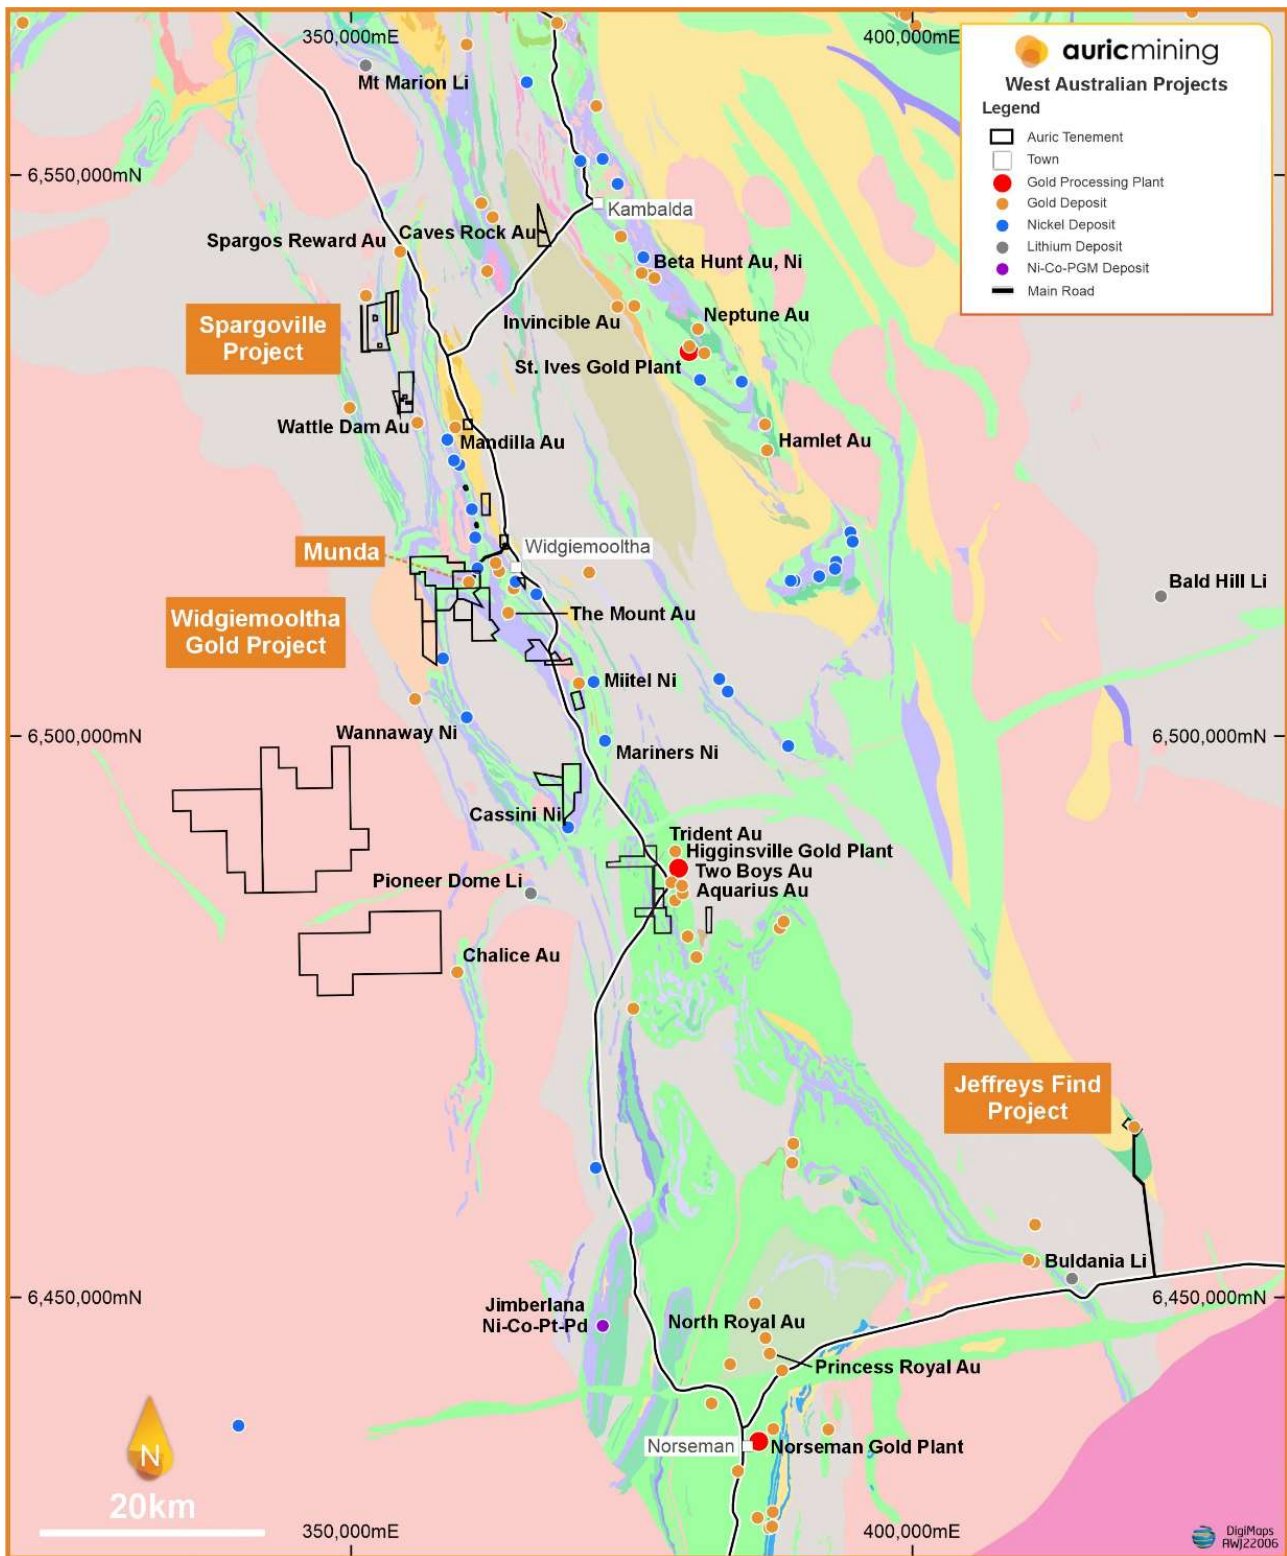 350,000mE
400,000mE
auricmining
West Australian Projects
Legend
Auric Tenement
Town
Gold Processing Plant
Gold Deposit
Nickel Deposit
Lithium Deposit
Ni-Co-PGM Deposit
Main Road
Mt Marion Li
6,550,000mN
Kambalda
Caves Rock Au
Spargos Reward Au
Beta Hunt Au, Ni
Spargoville
Project
Invincible Au
Neptune Au
St. Ives Gold Plant
Wattle Dam Au
Mandilla Au
Hamlet Au
Munda
Widgiemooltha
Bald Hill Li
Widgiemooltha
Gold Project
The Mount Au
Miitel Ni
Wannaway Ni
6,500,000mN
6,500,000mN
Mariners Ni
Cassini Ni
Trident Au
Higginsville Gold Plant
Two Boys Au
Pioneer Dome Li
Aquarius Au
Chalice Au
Jeffreys Find
Project
Buldania Li
6,450,000mN
6,450,000mN
Jimberlana
Ni-Co-Pt-Pd
North Royal Au
Princess Royal Au
Norseman
Norseman Gold Plant
N
20km
350,000mE
400,000mE
DigiMaps
AWJ22006